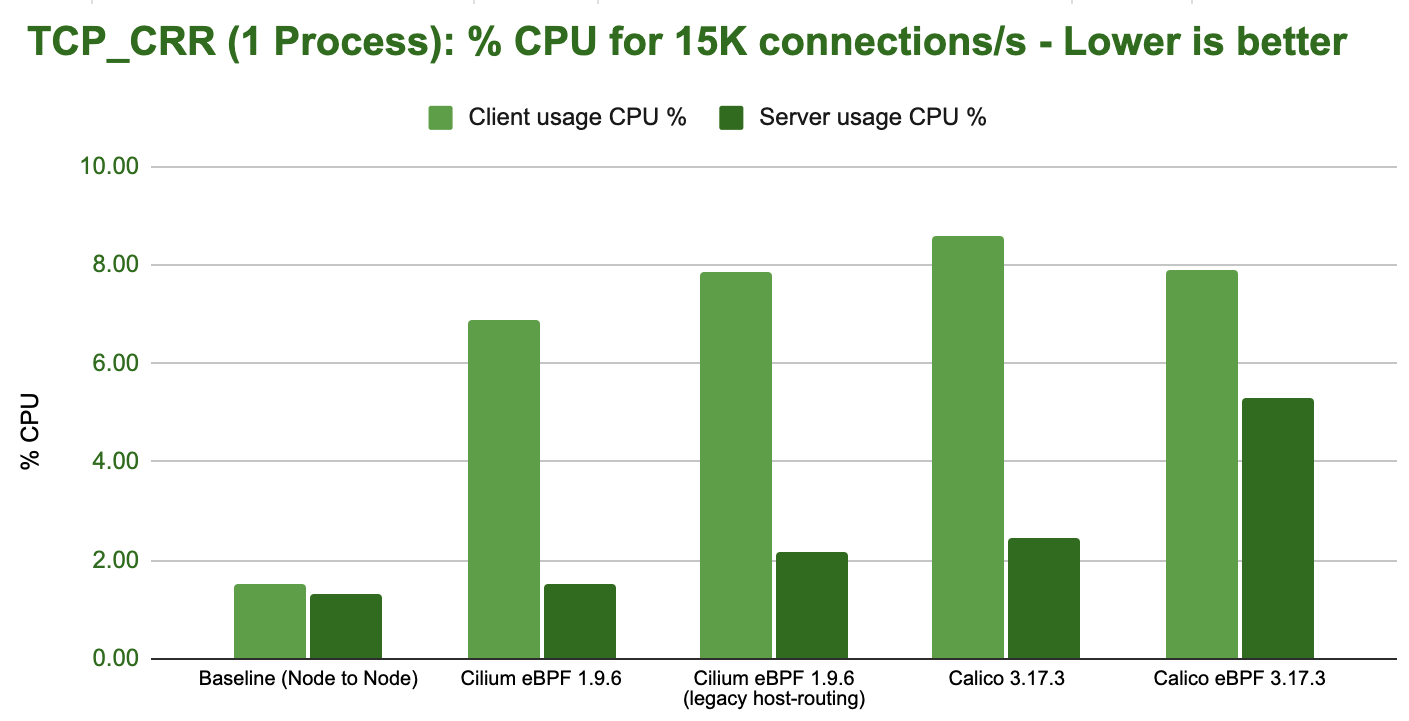 TCP_CRR (1 Process): % CPU for 15K connections/s - Lower is better
Client usage CPU %
Server usage CPU %
10.00
8.00
6.00
4.00
2.00
0.00
% CPU
Baseline (Node to Node)
Cilium eBPF 1.9.6
Cilium eBPF 1.9.6
(legacy host-routing)
Calico 3.17.3
Calico eBPF 3.17.3